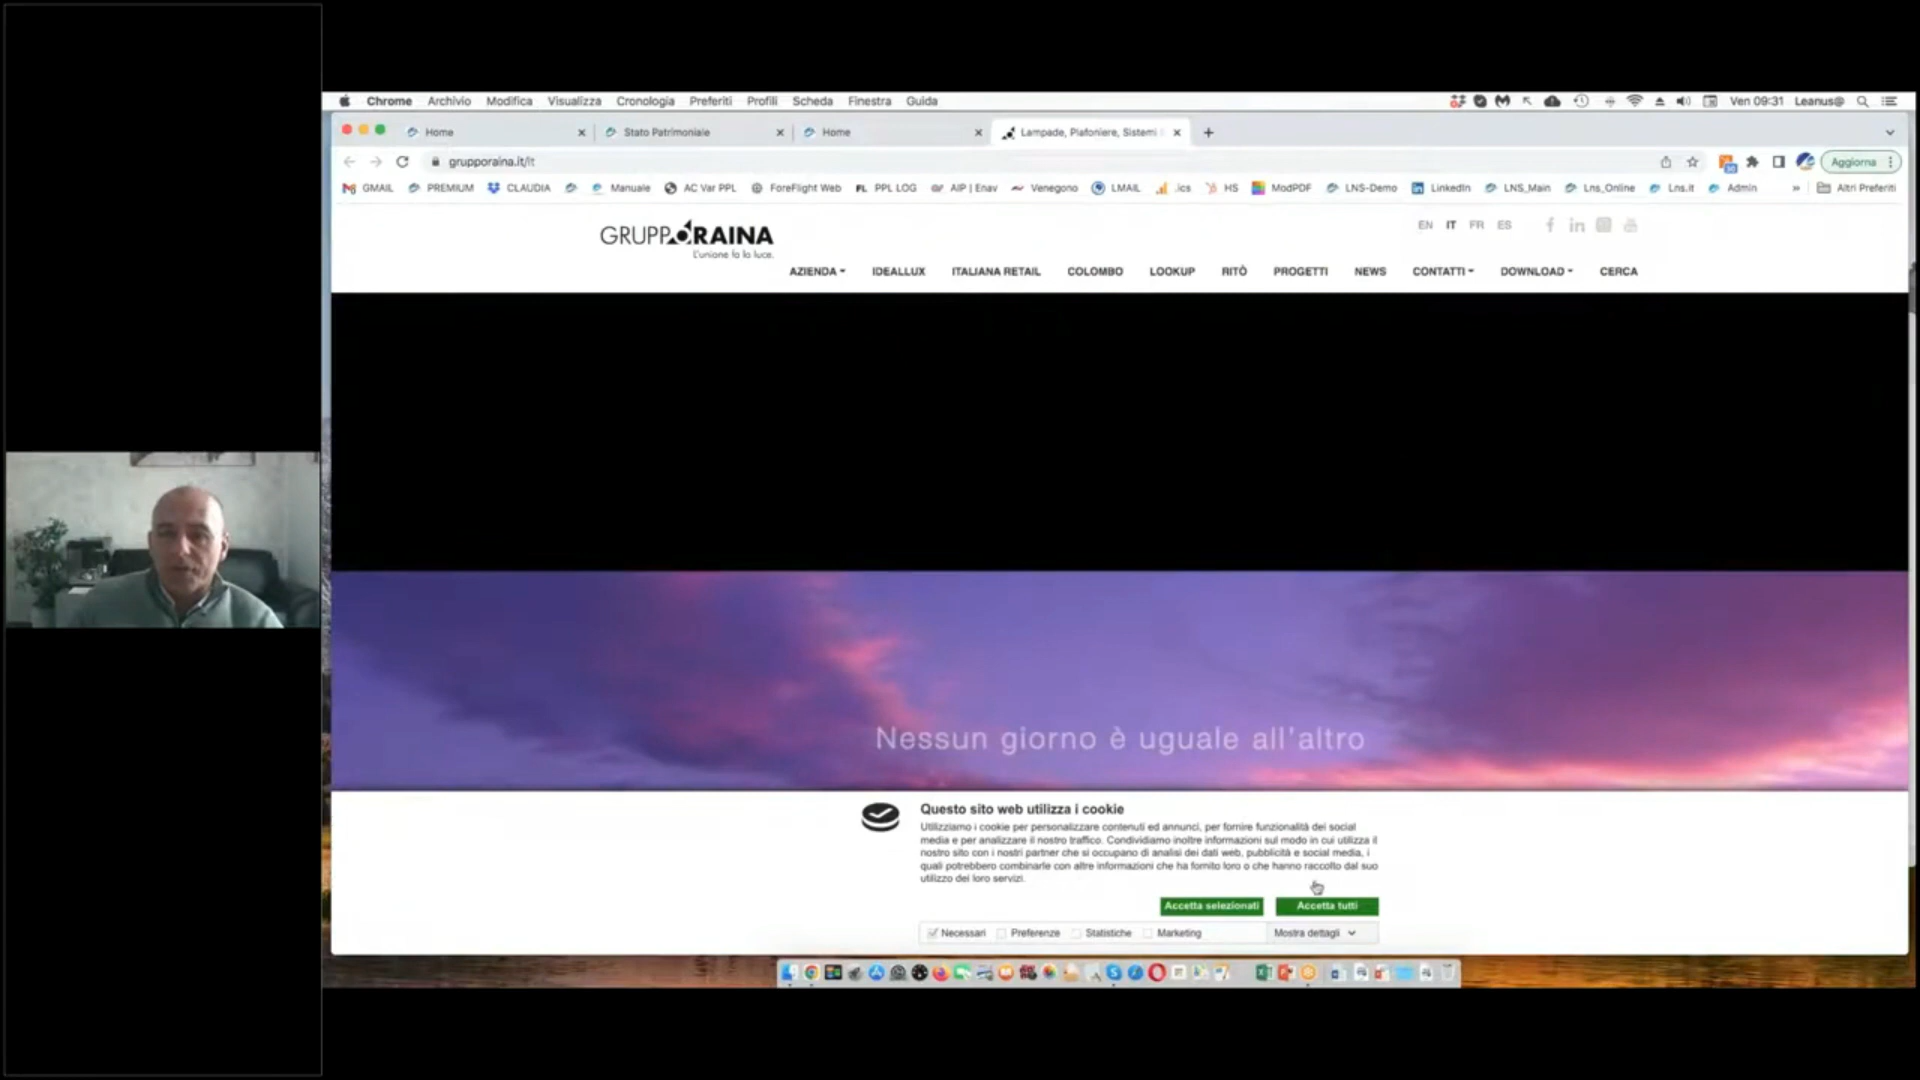 Chrome Archivio Modifica Visualizza Cronologia Preferiti Profili Scheda Finestra Guida Ven 09:31 Leanus@
Home Stato Patrimoniale Home Lampade, Plafoniere, Sistemi
grupporaina.it/it Aggiorna
GMAIL PREMIUM CLAUDIA Manuale AC Var PPL ForeFlight Web FL PPL LOG AIP | Enav Venegono LMAIL .ics HS ModPDF LNS-Demo LinkedIn LNS_Main Lns_Online Lns.it Admin » Altri Preferiti
GRUPPORAINA
L'unione fa la luce.
EN IT FR ES
AZIENDA IDEALLUX ITALIANA RETAIL COLOMBO LOOKUP RITÒ PROGETTI NEWS CONTATTI DOWNLOAD CERCA
Nessun giorno è uguale all'altro
Questo sito web utilizza i cookie
Utilizziamo i cookie per personalizzare contenuti ed annunci, per fornire funzionalità dei social
media e per analizzare il nostro traffico. Condividiamo inoltre informazioni sul modo in cui utilizza il
nostro sito con i nostri partner che si occupano di analisi dei dati web, pubblicità e social media, i
quali potrebbero combinarle con altre informazioni che ha fornito loro o che hanno raccolto dal suo
utilizzo dei loro servizi.
Accetta selezionati Accetta tutti
Necessari Preferenze Statistiche Marketing Mostra dettagli